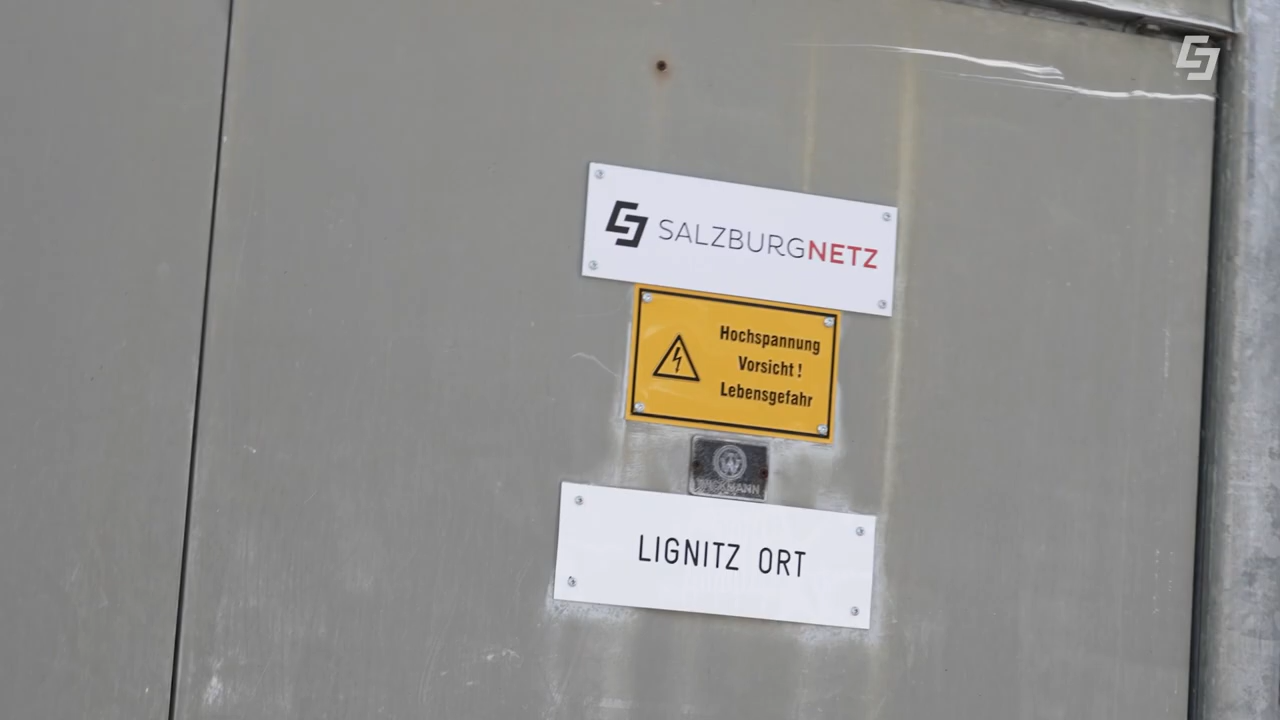 SALZBURGNETZ
Hochspannung
Vorsicht!
Lebensgefahr
WICKMANN
LIGNITZ ORT